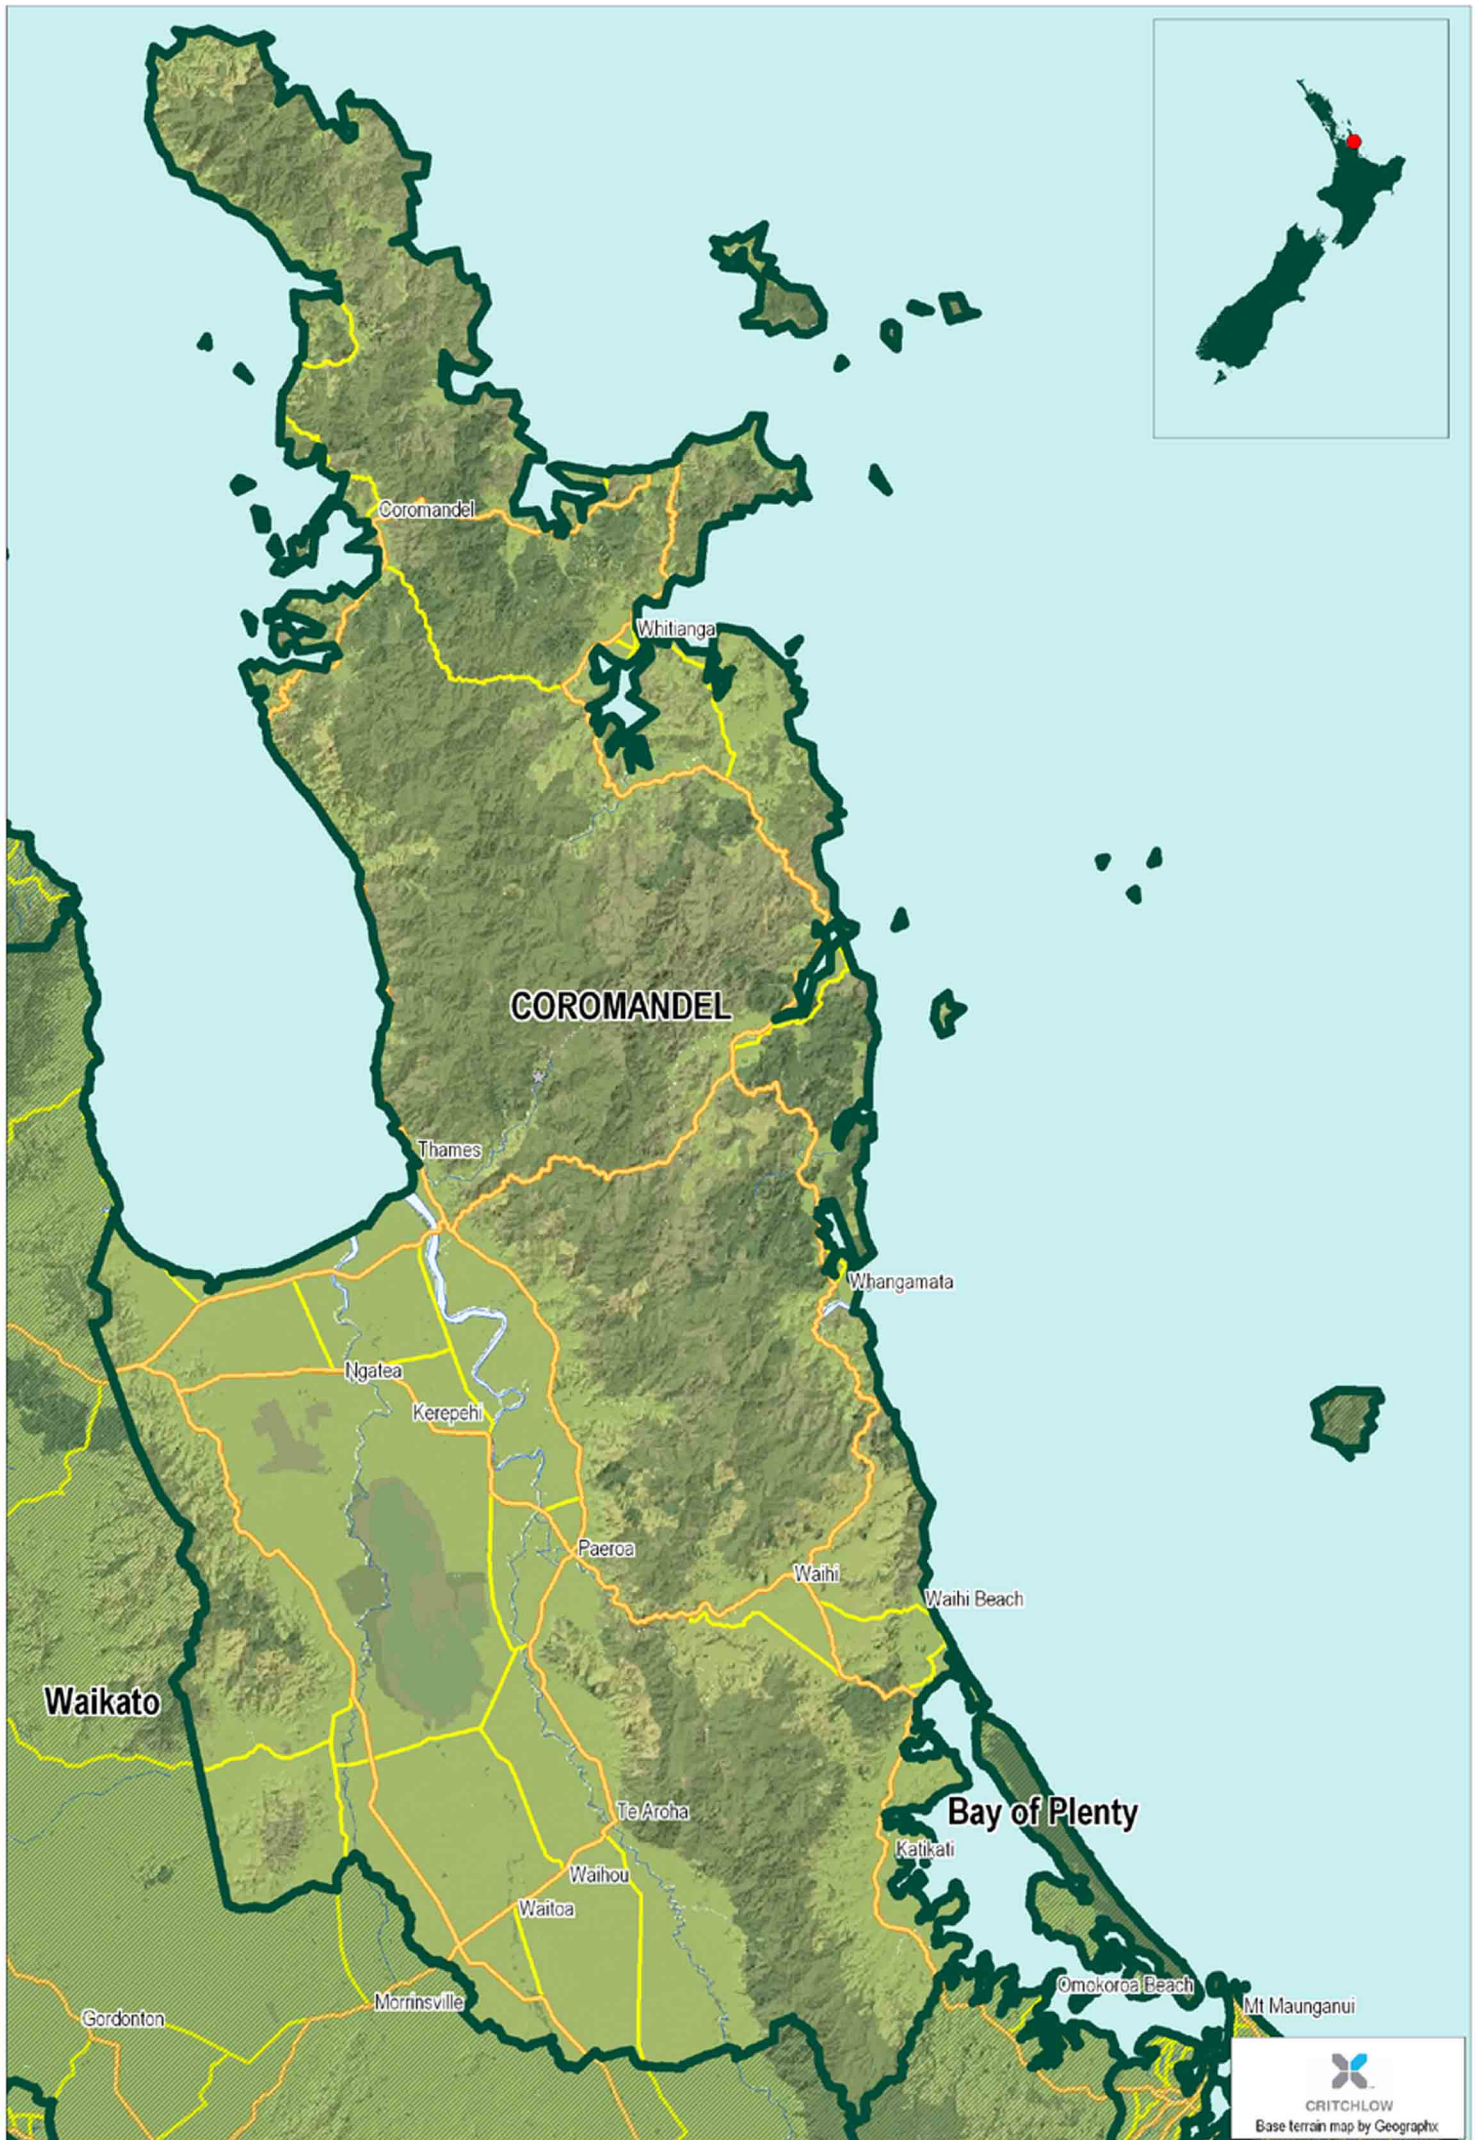 Coromandel
Whitianga
COROMANDEL
Thames
Whangamata
Ngatea
Kerepehi
Paeroa
Waihi
Waihi Beach
Waikato
Te Aroha
Bay of Plenty
Katikati
Waihou
Waitoa
Omokoroa Beach
Morrinsville
Mt Maunganui
Gordonton
CRITCHLOW
Base terrain map by Geographx